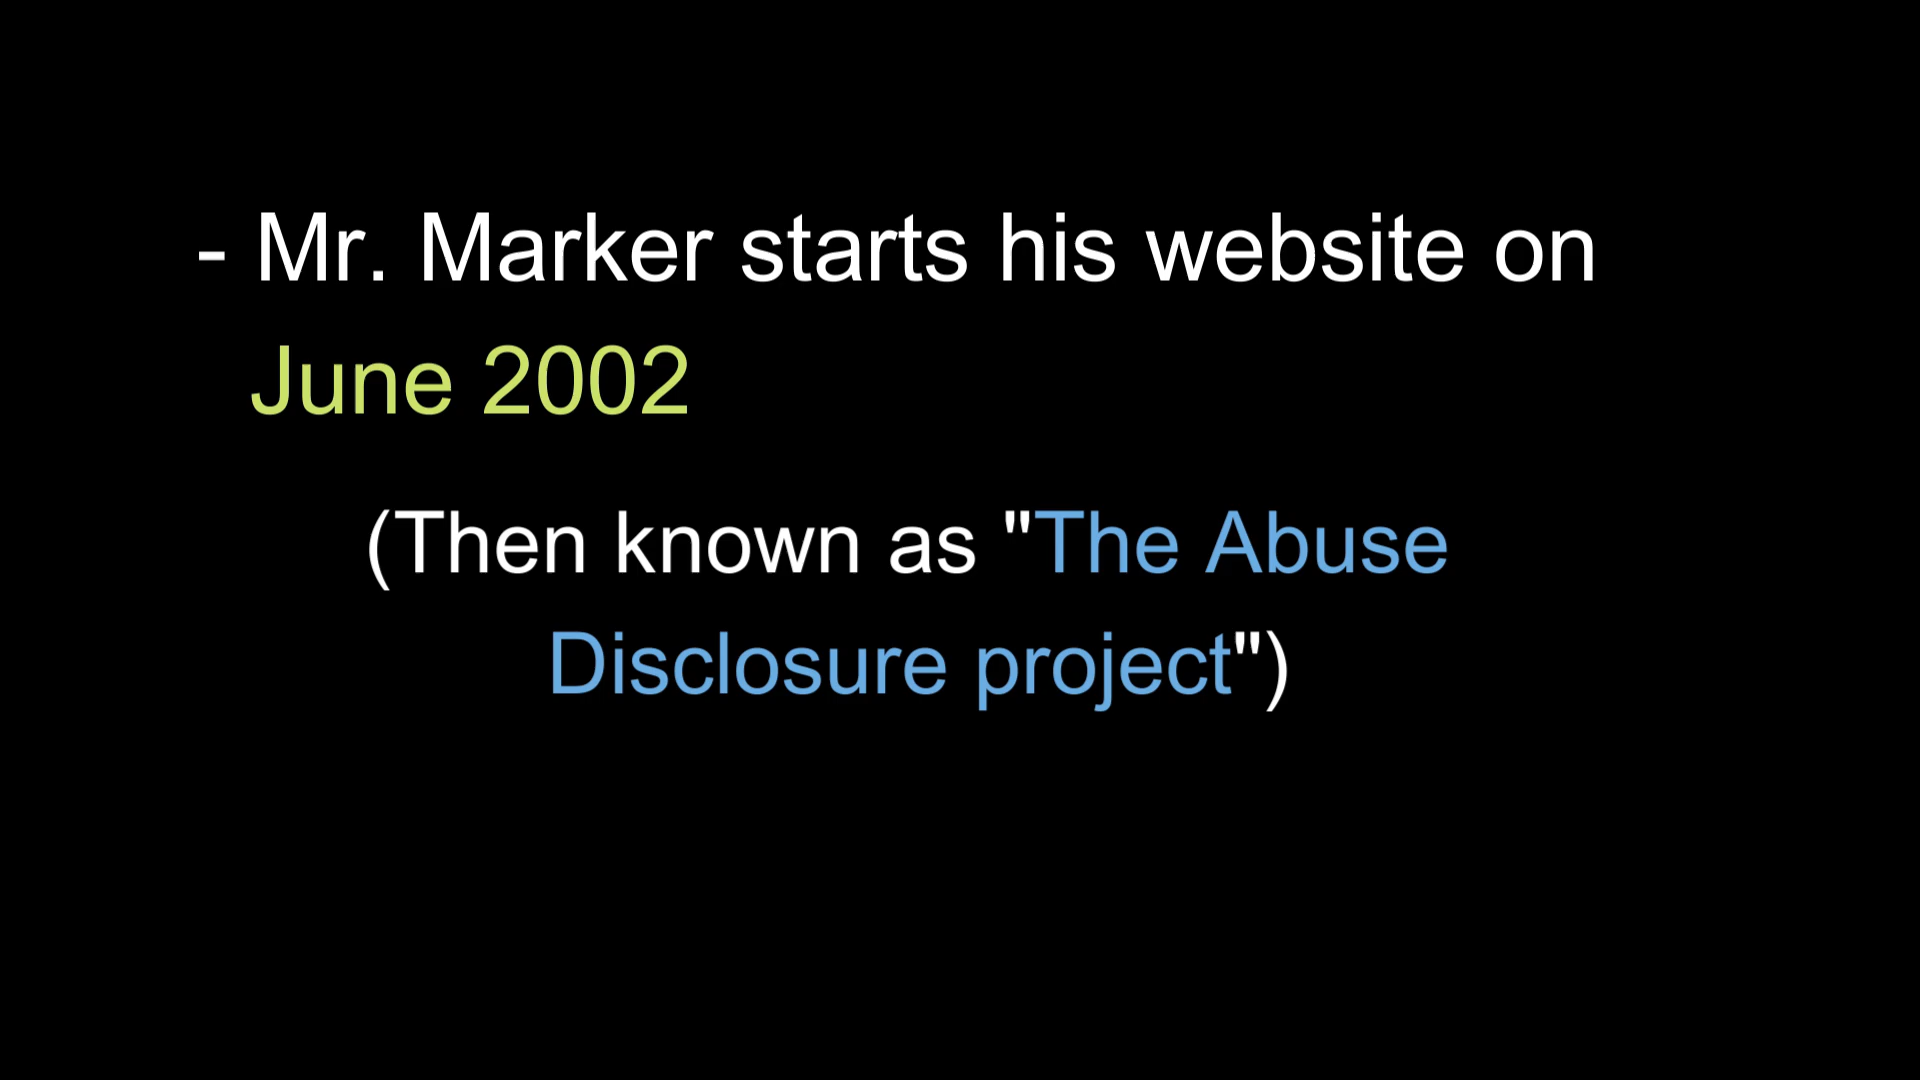 - Mr. Marker starts his website on
June 2002
(Then known as "The Abuse
Disclosure project")